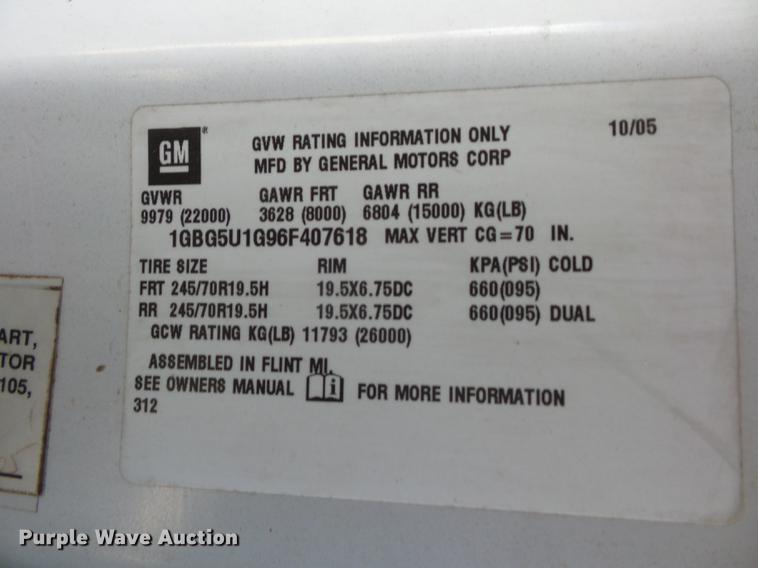 GM® GVW RATING INFORMATION ONLY 10/05
MFD BY GENERAL MOTORS CORP
GVWR GAWR FRT GAWR RR
9979 (22000) 3628 (8000) 6804 (15000) KG(LB)
1GBG5U1G96F407618 MAX VERT CG=70 IN.
TIRE SIZE RIM KPA(PSI) COLD
FRT 245/70R19.5H 19.5X6.75DC 660(095)
RR 245/70R19.5H 19.5X6.75DC 660(095) DUAL
GCW RATING KG(LB) 11793 (26000)
ASSEMBLED IN FLINT MI.
SEE OWNERS MANUAL i FOR MORE INFORMATION
312
ART,
TOR
105,
Purple Wave Auction